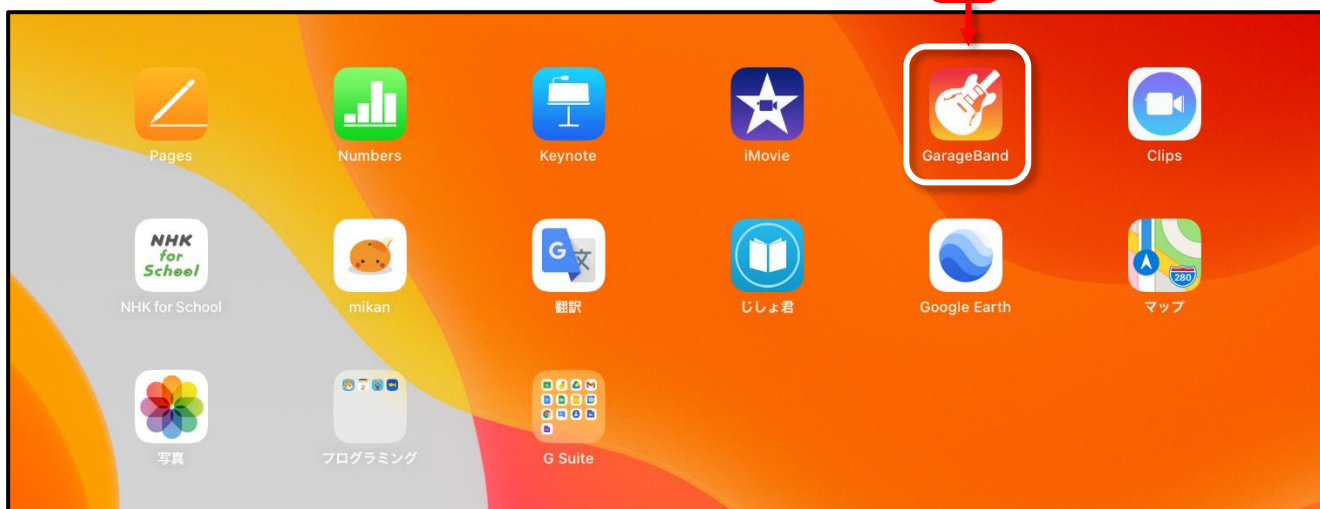 Pages
Numbers
Keynote
iMovie
GarageBand
Clips
NHK
for
School
G
文
280
NHK for School
mikan
翻訳
じしょ君
Google Earth
マップ
写真
プログラミング
G Suite